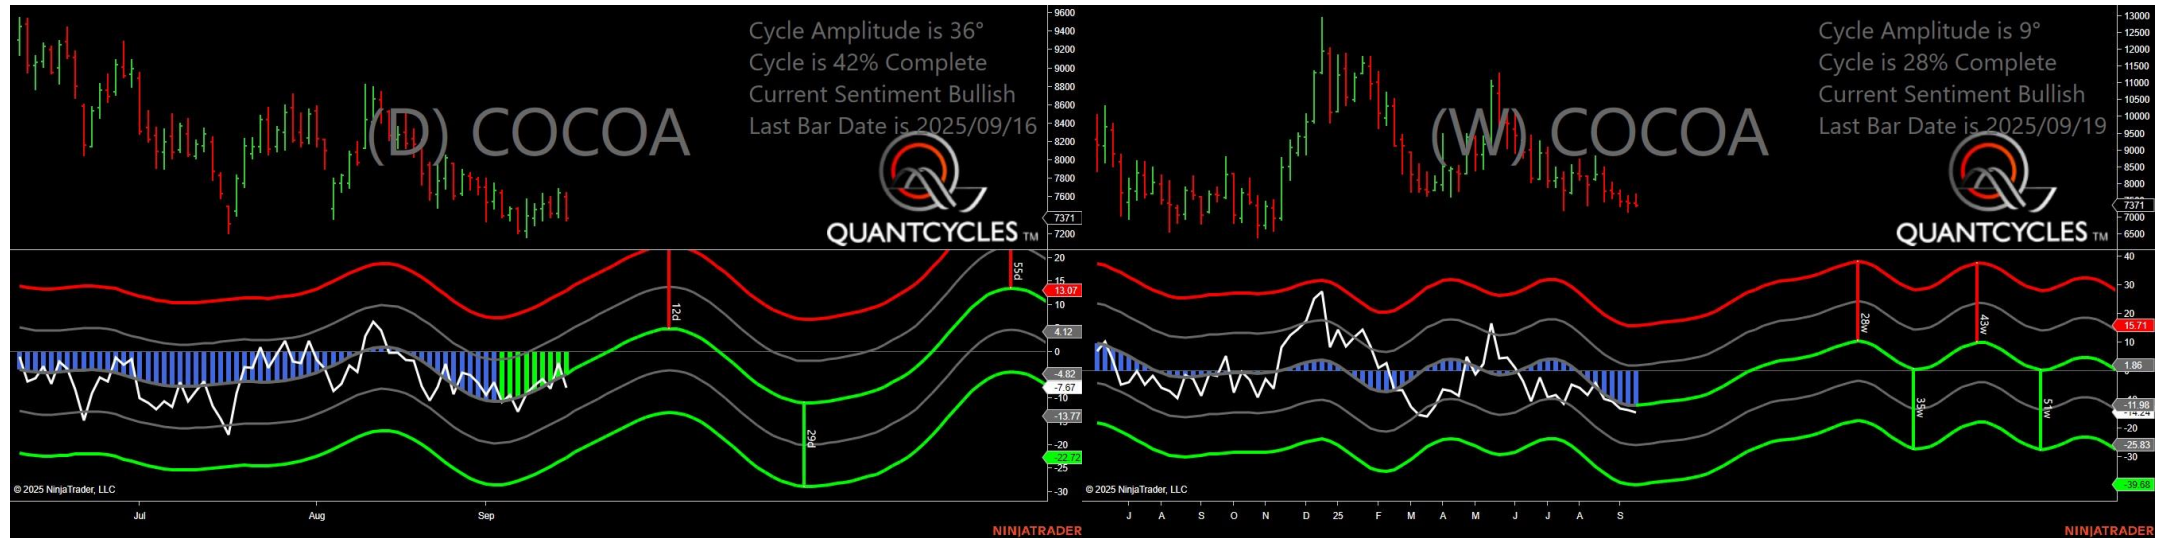 Cycle Amplitude is 36°
Cycle is 42% Complete
Current Sentiment Bullish
Last Bar Date is 2025/09/16
(D) COCOA
QUANTCYCLES TM
9600
9400
9200
9000
8800
8600
8400
8200
8000
7800
7600
7371
7200
20
15
13.07
10
4.12
0
-4.82
-7.67
-10
-13.77
-20
-22.72
-25
-30
12d
29d
55d
© 2025 NinjaTrader, LLC
Jul Aug Sep
NINJATRADER
Cycle Amplitude is 9°
Cycle is 28% Complete
Current Sentiment Bullish
Last Bar Date is 2025/09/19
(W) COCOA
QUANTCYCLES TM
13000
12500
12000
11500
11000
10500
10000
9500
9000
8500
8000
7371
7000
6500
40
30
20
15.71
10
1.86
-11.98
-14.24
-20
-25.83
-30
-39.68
28w
35w
43w
51w
© 2025 NinjaTrader, LLC
J A S O N D 25 F M A M J J A S
NINJATRADER